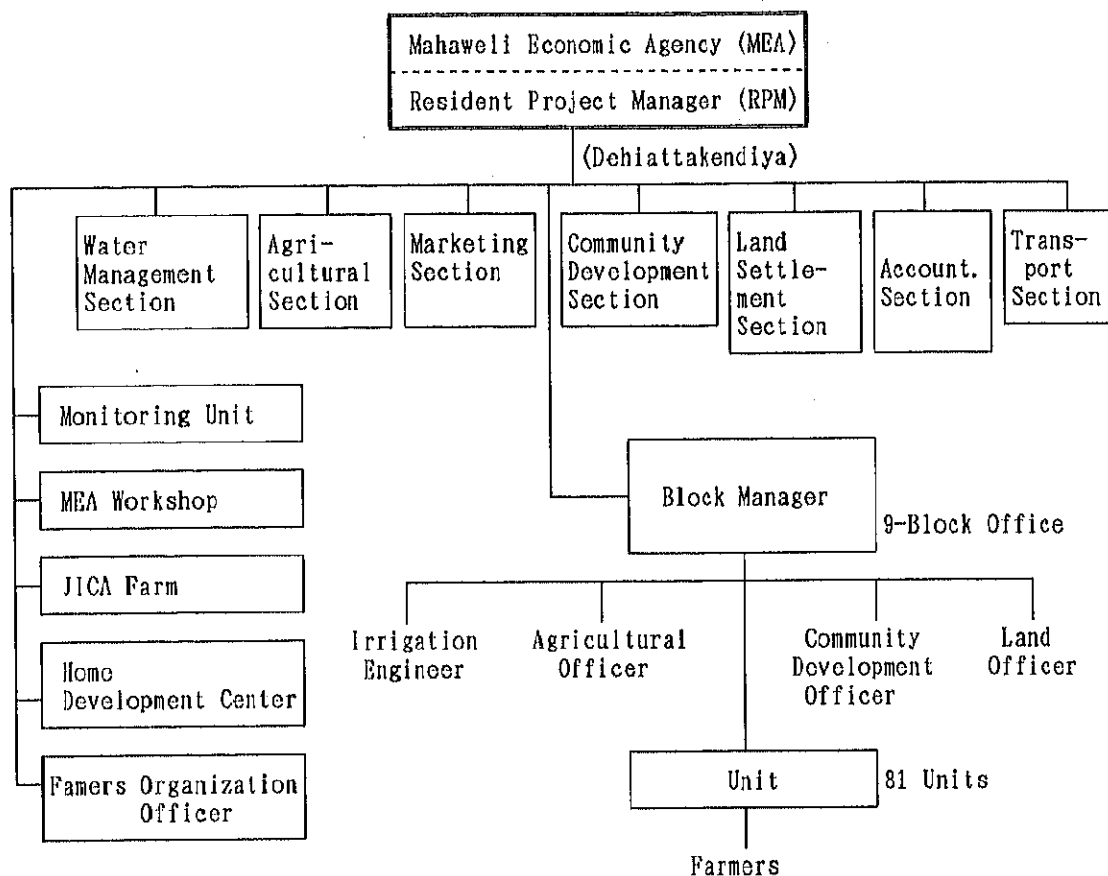 Mahaweli Economic Agency (MEA)
Resident Project Manager (RPM)
(Dehiattakendiya)
Water
Management
Section
Agri-
cultural
Section
Marketing
Section
Community
Development
Section
Land
Settle-
ment
Section
Account.
Section
Trans-
port
Section
Monitoring Unit
MEA Workshop
JICA Farm
Home
Development Center
Famers Organization
Officer
Block Manager
9-Block Office
Irrigation
Engineer
Agricultural
Officer
Community
Development
Officer
Land
Officer
Unit
81 Units
Farmers